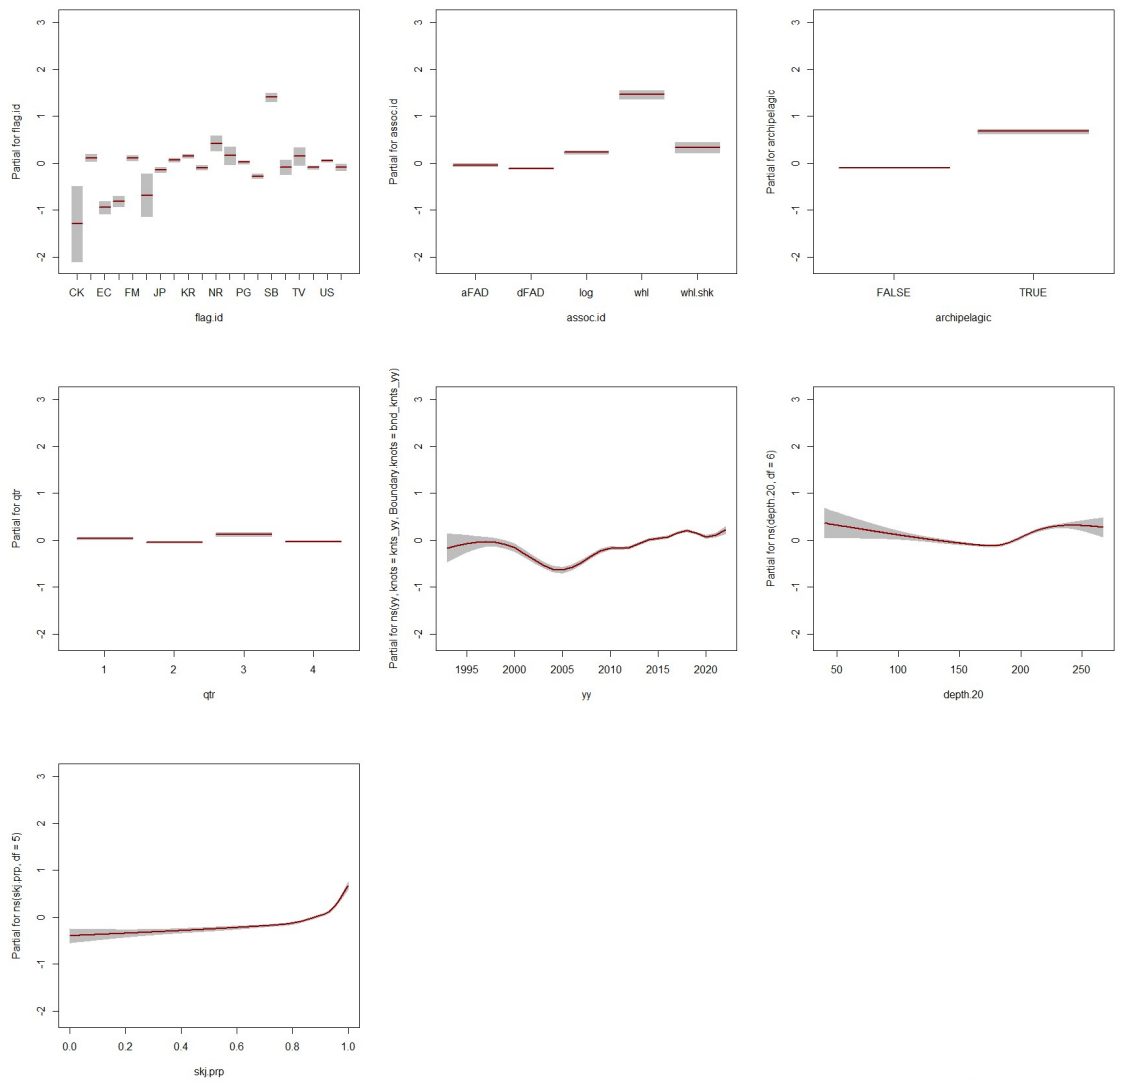 3
2
1
0
-1
-2
Partial for flag.id
CK EC FM JP KR NR PG SB TV US
flag.id
3
2
1
0
-1
-2
Partial for assoc.id
aFAD dFAD log whl whl.shk
assoc.id
3
2
1
0
-1
-2
Partial for archipelagic
FALSE TRUE
archipelagic
3
2
1
0
-1
-2
Partial for qtr
1 2 3 4
qtr
3
2
1
0
-1
-2
Partial for ns(yy, knots = knts_yy, Boundary.knots = bnd_knts_yy)
1995 2000 2005 2010 2015 2020
yy
3
2
1
0
-1
-2
Partial for ns(depth.20, df = 6)
50 100 150 200 250
depth.20
3
2
1
0
-1
-2
Partial for ns(skj.prp, df = 5)
0.0 0.2 0.4 0.6 0.8 1.0
skj.prp